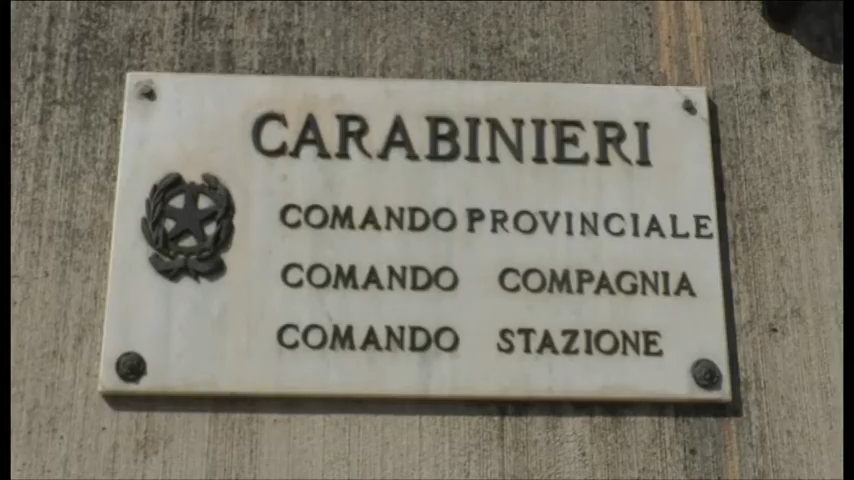 CARABINIERI
COMANDO PROVINCIALE
COMANDO COMPAGNIA
COMANDO STAZIONE